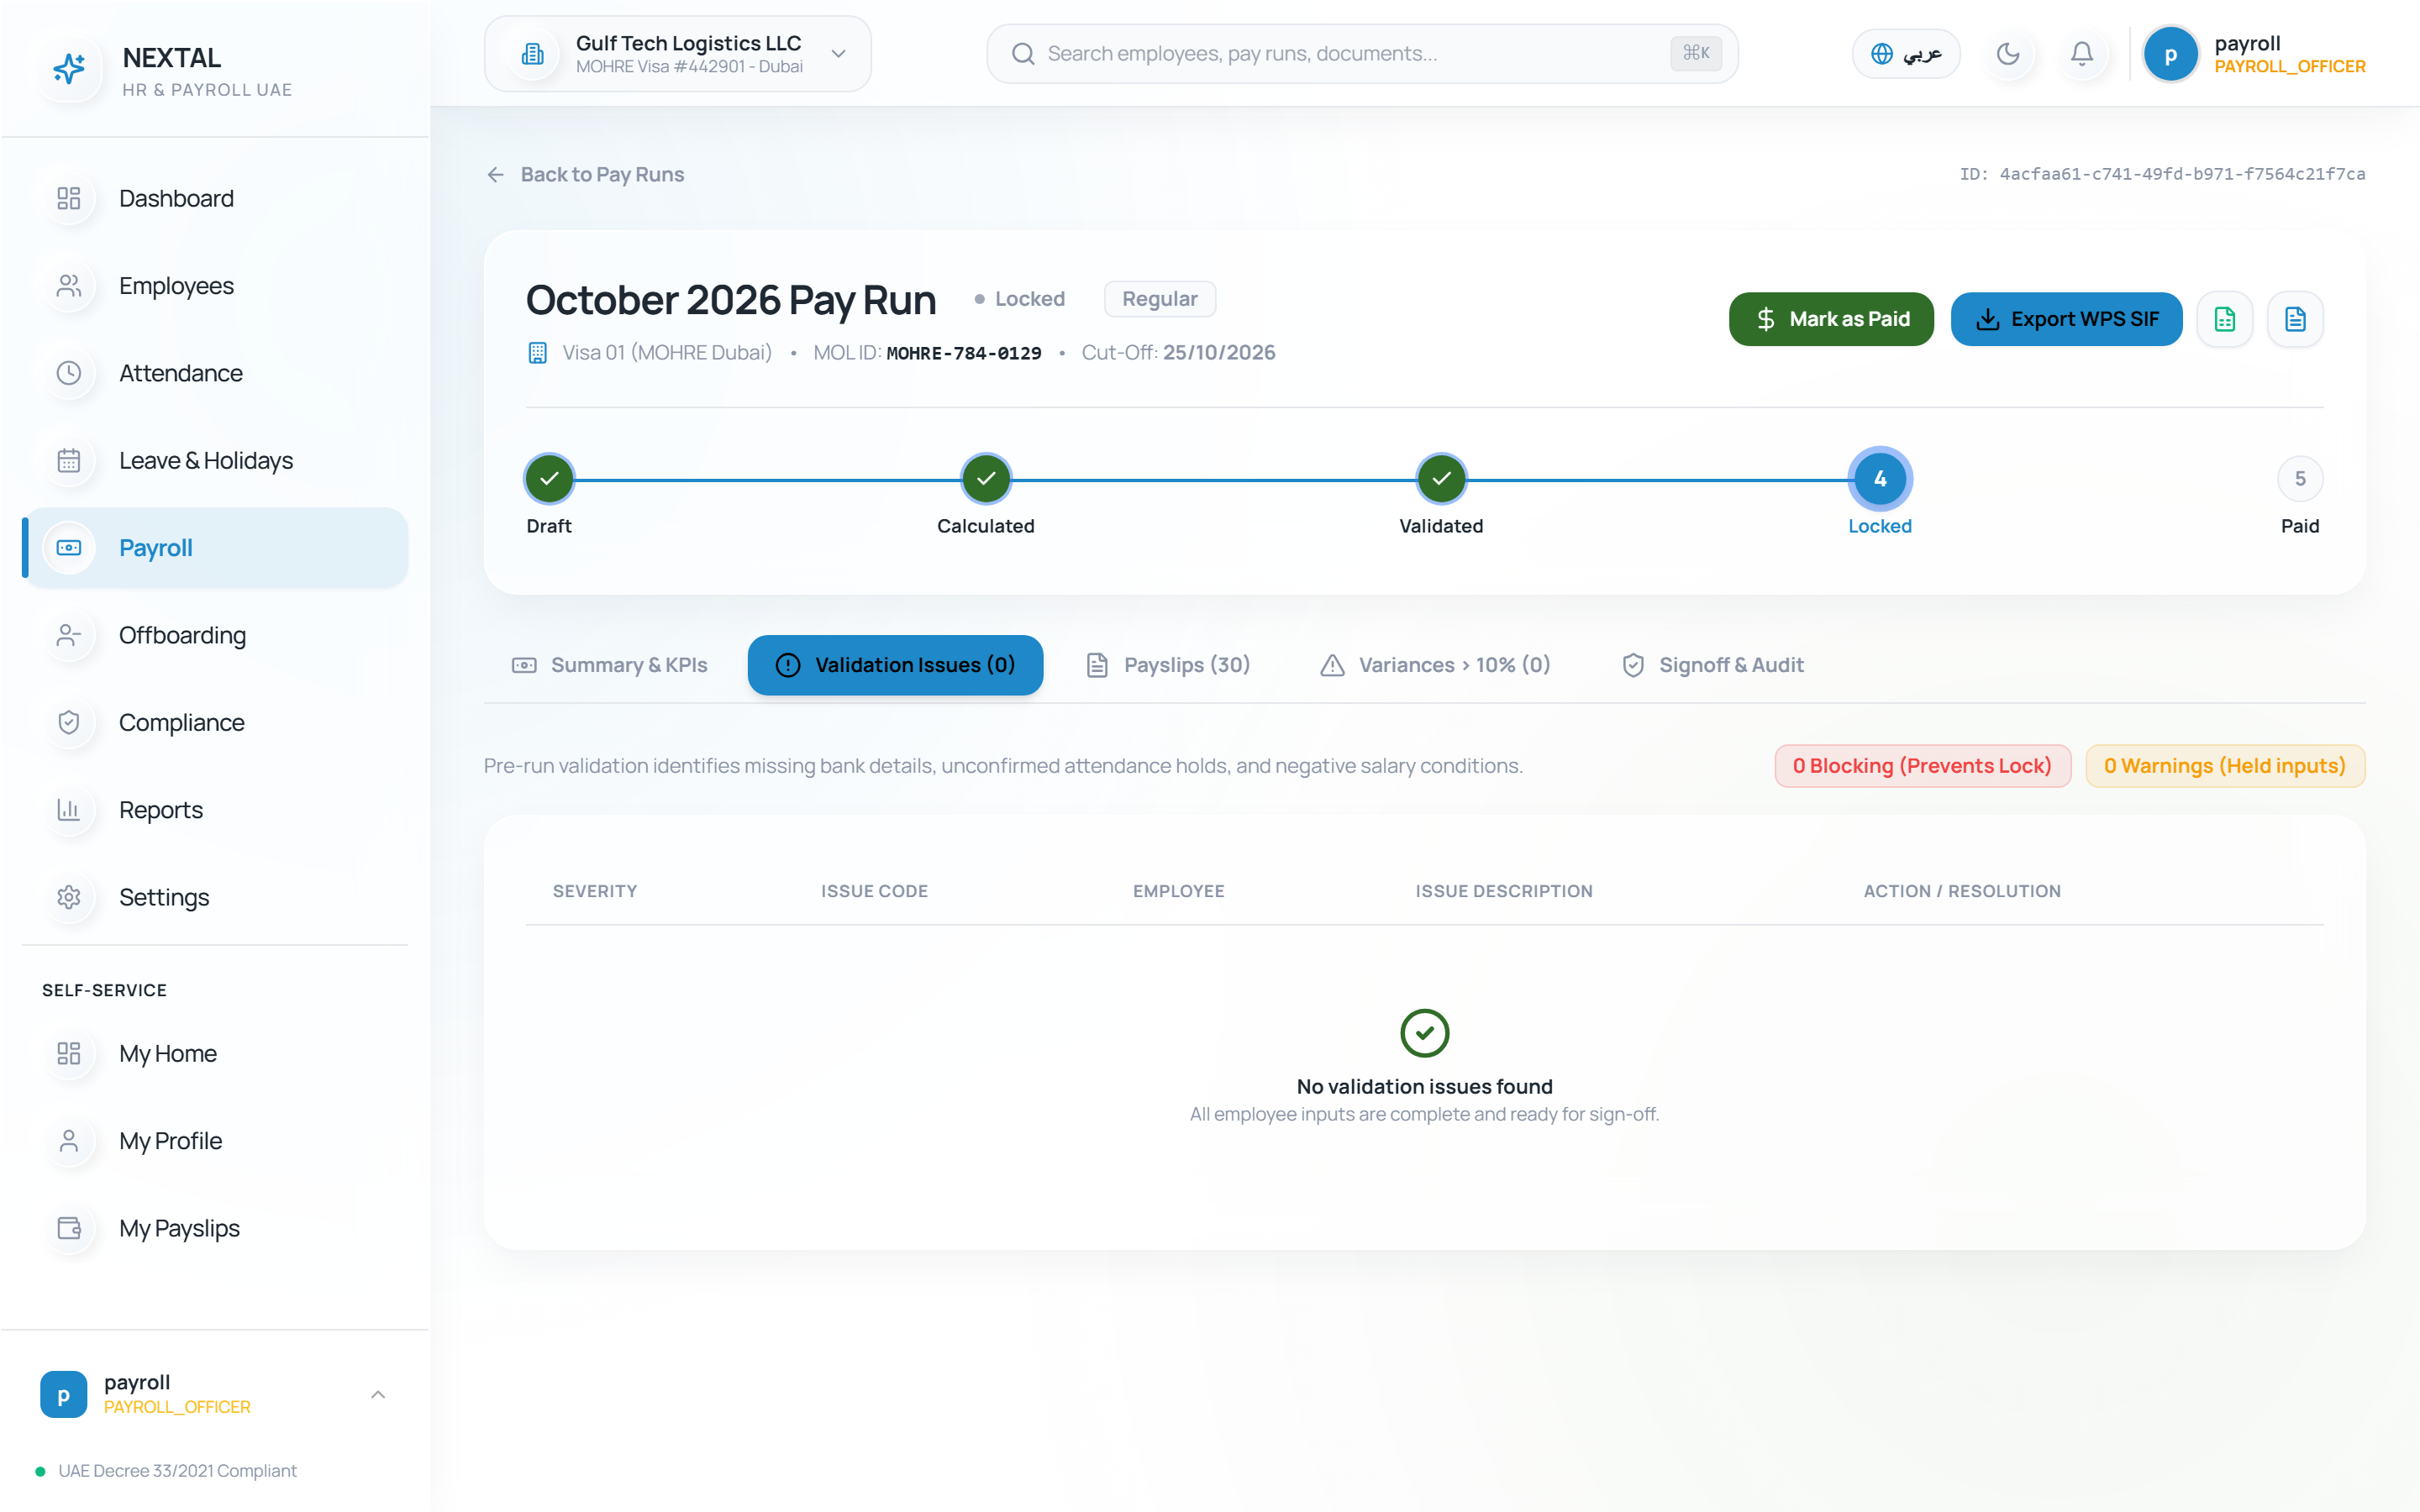 NEXTAL
HR & PAYROLL UAE
Dashboard
Employees
Attendance
Leave & Holidays
Payroll
Offboarding
Compliance
Reports
Settings
SELF-SERVICE
My Home
My Profile
My Payslips
p
payroll
PAYROLL_OFFICER
UAE Decree 33/2021 Compliant
Gulf Tech Logistics LLC
MOHRE Visa #442901 - Dubai
Search employees, pay runs, documents...
⌘K
عربي
p
payroll
PAYROLL_OFFICER
Back to Pay Runs
ID: 4acfaa61-c741-49fd-b971-f7564c21f7ca
October 2026 Pay Run
Locked
Regular
Visa 01 (MOHRE Dubai) • MOL ID: MOHRE-784-0129 • Cut-Off: 25/10/2026
Mark as Paid
Export WPS SIF
Draft
Calculated
Validated
4
Locked
5
Paid
Summary & KPIs
Validation Issues (0)
Payslips (30)
Variances > 10% (0)
Signoff & Audit
Pre-run validation identifies missing bank details, unconfirmed attendance holds, and negative salary conditions.
0 Blocking (Prevents Lock)
0 Warnings (Held inputs)
SEVERITY
ISSUE CODE
EMPLOYEE
ISSUE DESCRIPTION
ACTION / RESOLUTION
No validation issues found
All employee inputs are complete and ready for sign-off.